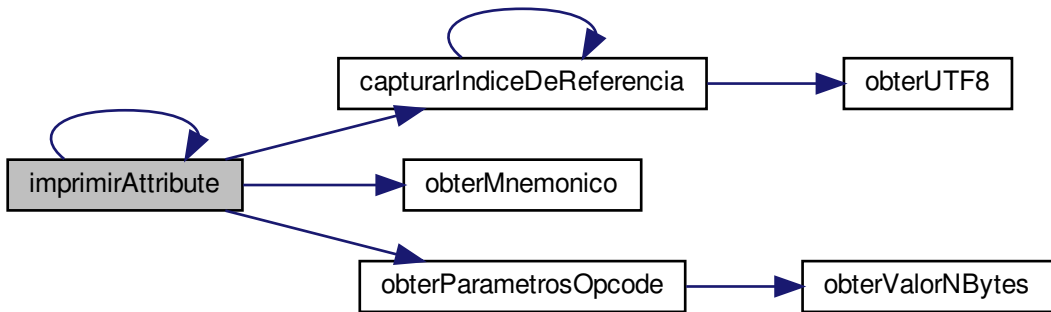 capturarIndiceDeReferencia
obterUTF8
imprimirAttribute
obterMnemonico
obterParametrosOpcode
obterValorNBytes